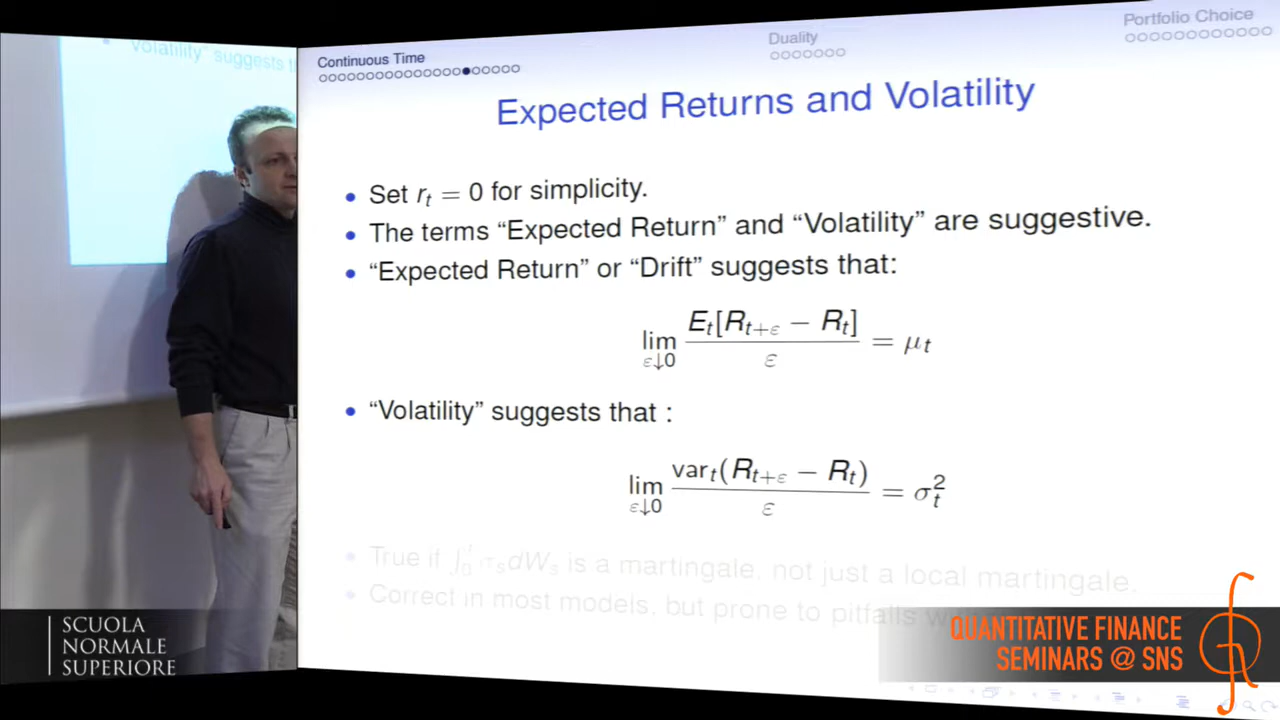 "Volatility" suggests t
Continuous Time
Duality
Portfolio Choice
Expected Returns and Volatility
• Set r_t = 0 for simplicity.
• The terms “Expected Return” and “Volatility” are suggestive.
• “Expected Return” or “Drift” suggests that:
lim_{ε↓0} E_t[R_{t+ε} − R_t] / ε = μ_t
• “Volatility” suggests that :
lim_{ε↓0} var_t(R_{t+ε} − R_t) / ε = σ_t^2
• True if ∫_0^t σ_s dW_s is a martingale, not just a local martingale.
• Correct in most models, but prone to pitfalls
SCUOLA
NORMALE
SUPERIORE
QUANTITATIVE FINANCE
SEMINARS @ SNS